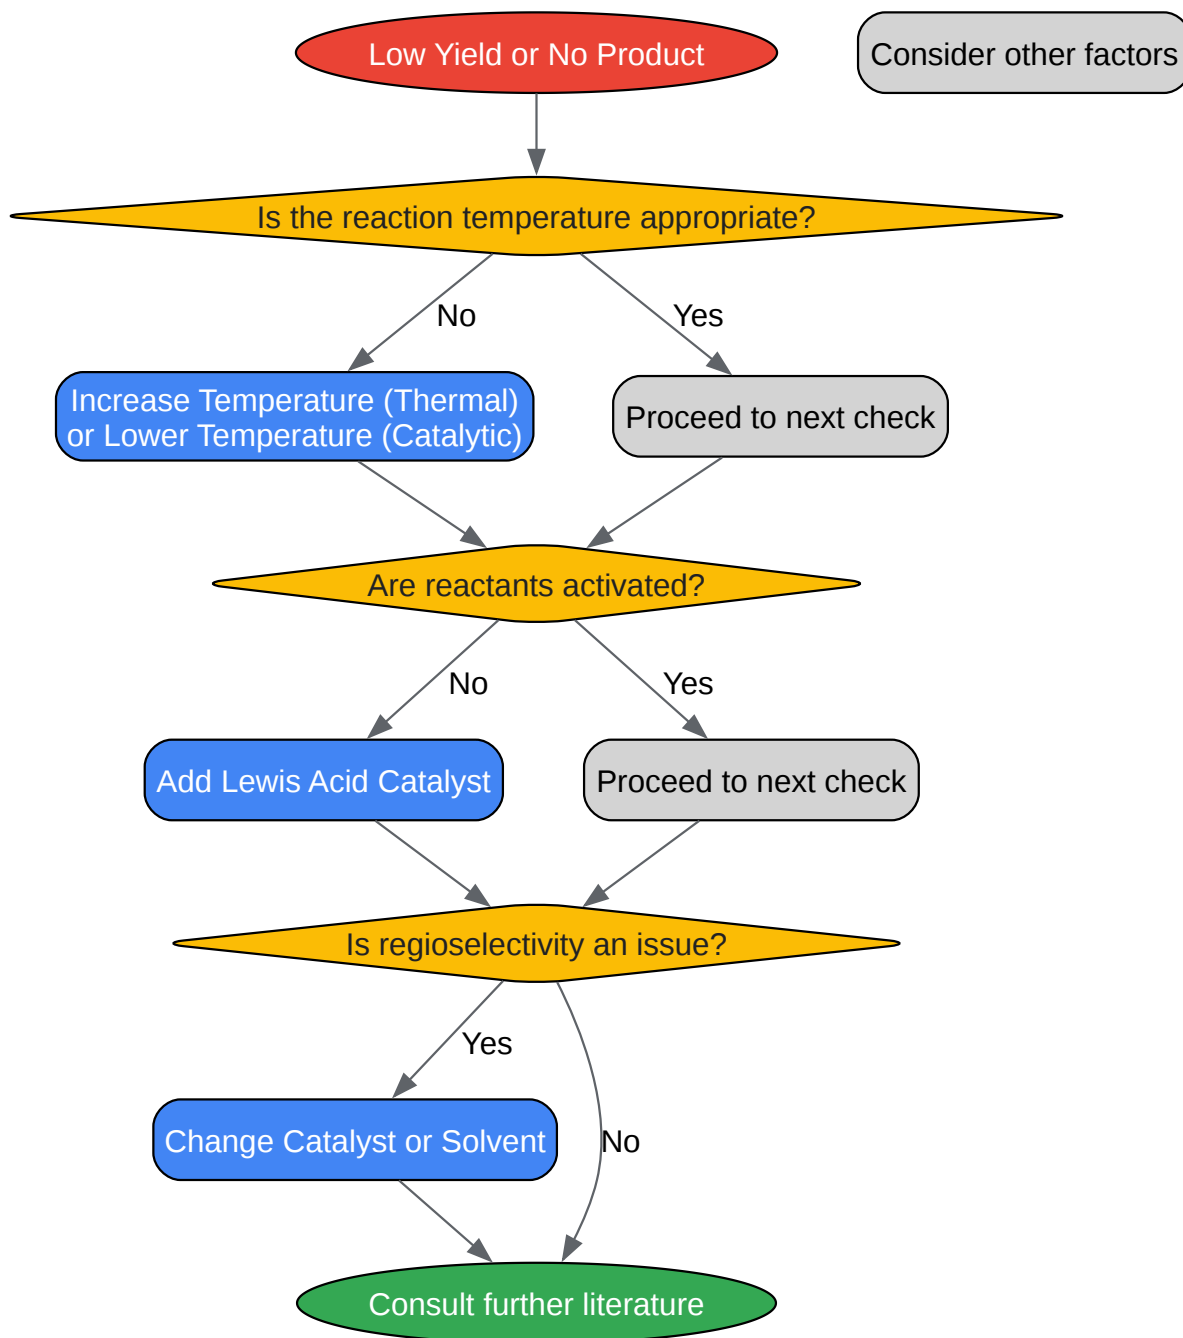 Low Yield or No Product
Consider other factors
Is the reaction temperature appropriate?
No
Yes
Increase Temperature (Thermal)
or Lower Temperature (Catalytic)
Proceed to next check
Are reactants activated?
No
Yes
Add Lewis Acid Catalyst
Proceed to next check
Is regioselectivity an issue?
Yes
Change Catalyst or Solvent
No
Consult further literature